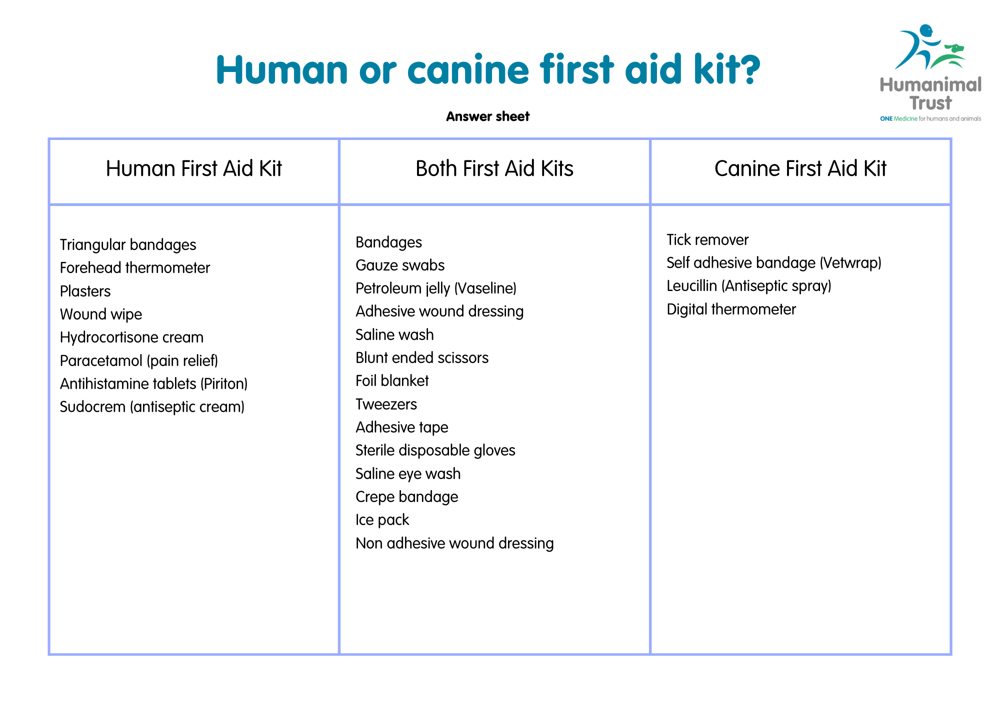 Human or canine first aid kit?
Humanimal
Trust
ONE Medicine for humans and animals
Answer sheet
Human First Aid Kit
Both First Aid Kits
Canine First Aid Kit
Triangular bandages
Forehead thermometer
Plasters
Wound wipe
Hydrocortisone cream
Paracetamol (pain relief)
Antihistamine tablets (Piriton)
Sudocrem (antiseptic cream)
Bandages
Gauze swabs
Petroleum jelly (Vaseline)
Adhesive wound dressing
Saline wash
Blunt ended scissors
Foil blanket
Tweezers
Adhesive tape
Sterile disposable gloves
Saline eye wash
Crepe bandage
Ice pack
Non adhesive wound dressing
Tick remover
Self adhesive bandage (Vetwrap)
Leucillin (Antiseptic spray)
Digital thermometer